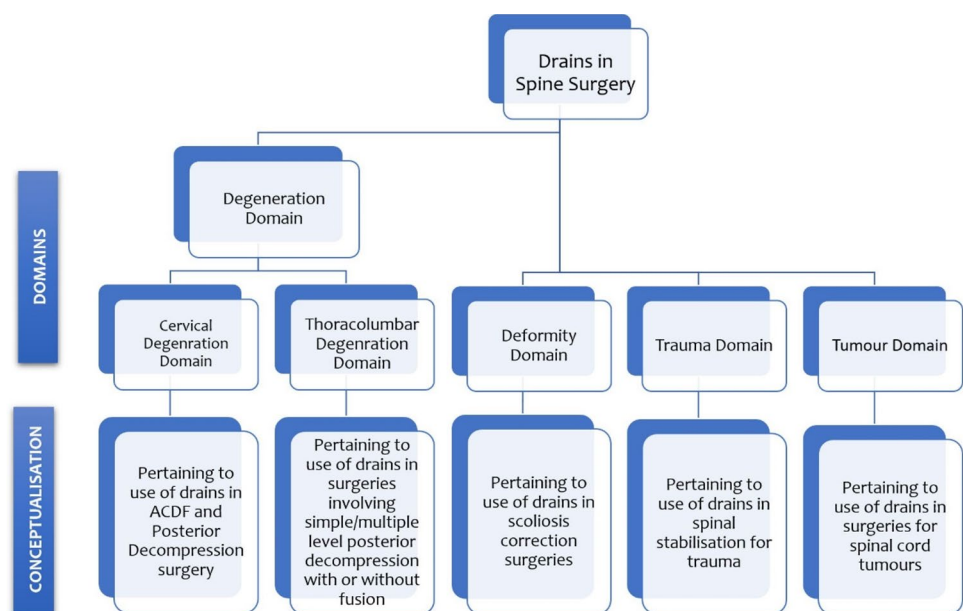 Drains in
Spine Surgery
DOMAINS
Degeneration
Domain
Cervical
Degenration
Domain
Thoracolumbar
Degenration
Domain
Deformity
Domain
Trauma Domain
Tumour Domain
CONCEPTUALISATION
Pertaining to
use of drains in
ACDF and
Posterior
Decompression
surgery
Pertaining to
use of drains in
surgeries
involving
simple/multiple
level posterior
decompression
with or without
fusion
Pertaining to
use of drains in
scoliosis
correction
surgeries
Pertaining to
use of drains in
spinal
stabilisation for
trauma
Pertaining to
use of drains in
surgeries for
spinal cord
tumours